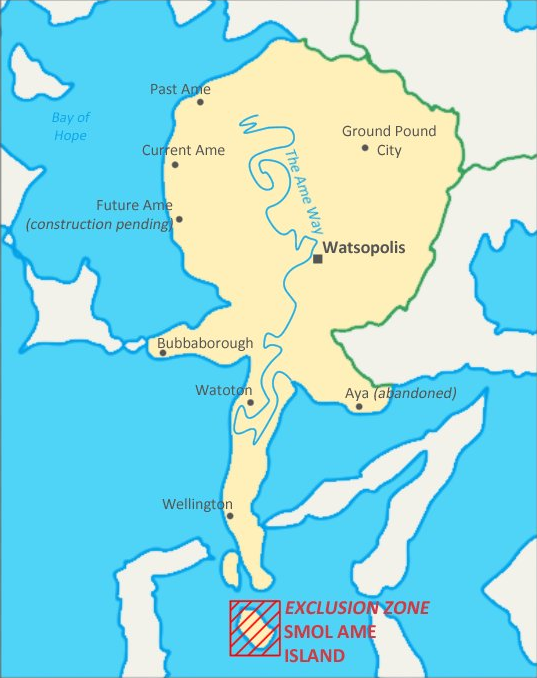 Past Ame
Bay of
Hope
Ground Pound
City
Current Ame
The Ame Way
Future Ame
(construction pending)
Watsopolis
Bubbaborough
Watoton
Aya (abandoned)
Wellington
EXCLUSION ZONE
SMOL AME
ISLAND